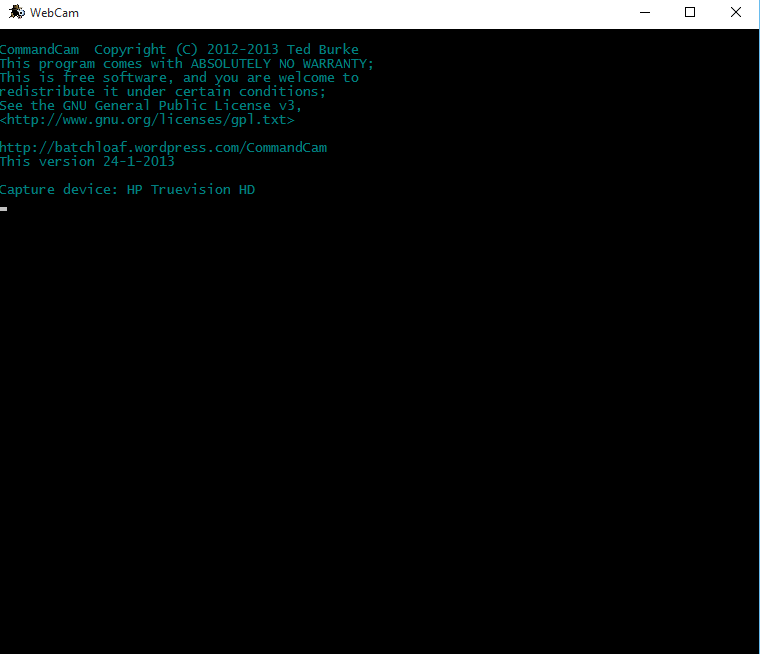 WebCam
CommandCam  Copyright (C) 2012-2013 Ted Burke
This program comes with ABSOLUTELY NO WARRANTY;
This is free software, and you are welcome to
redistribute it under certain conditions;
See the GNU General Public License v3,
<http://www.gnu.org/licenses/gpl.txt>
http://batchloaf.wordpress.com/CommandCam
This version 24-1-2013
Capture device: HP Truevision HD